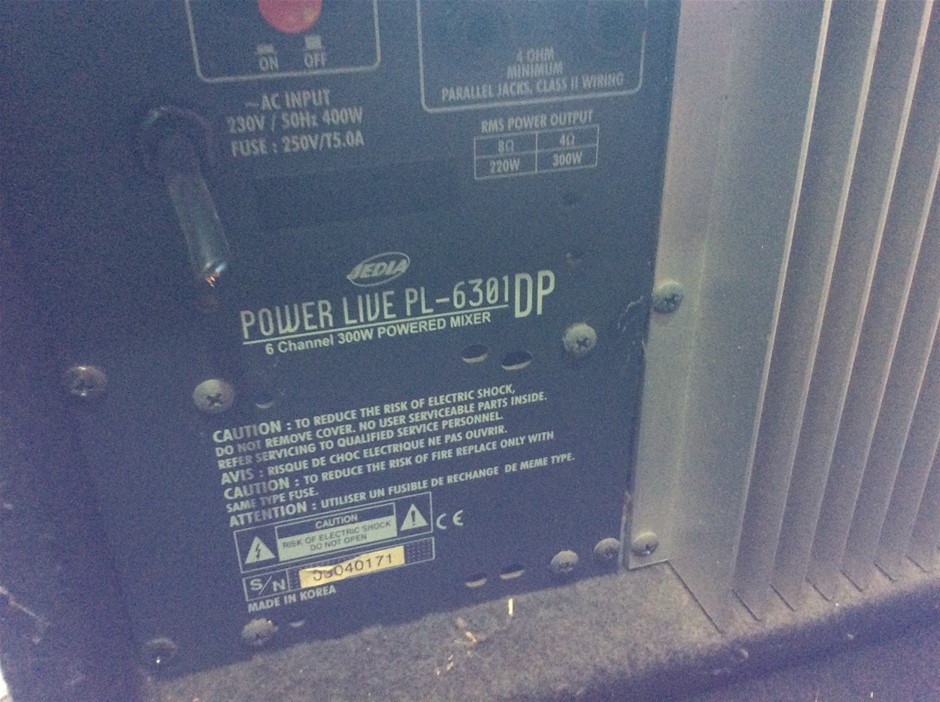 ON OFF
~ AC INPUT
230V / 50Hz 400W
FUSE : 250V/T5.0A
4 OHM
MINIMUM
PARALLEL JACKS, CLASS II WIRING
RMS POWER OUTPUT
8Ω 4Ω
220W 300W
JEDIA
POWER LIVE PL-6301DP
6 Channel 300W POWERED MIXER
CAUTION : TO REDUCE THE RISK OF ELECTRIC SHOCK,
DO NOT REMOVE COVER. NO USER SERVICEABLE PARTS INSIDE.
REFER SERVICING TO QUALIFIED SERVICE PERSONNEL.
AVIS : RISQUE DE CHOC ELECTRIQUE NE PAS OUVRIR.
CAUTION : TO REDUCE THE RISK OF FIRE REPLACE ONLY WITH
SAME TYPE FUSE.
ATTENTION : UTILISER UN FUSIBLE DE RECHANGE DE MEME TYPE.
CAUTION
RISK OF ELECTRIC SHOCK
DO NOT OPEN
CE
S/N
MADE IN KOREA